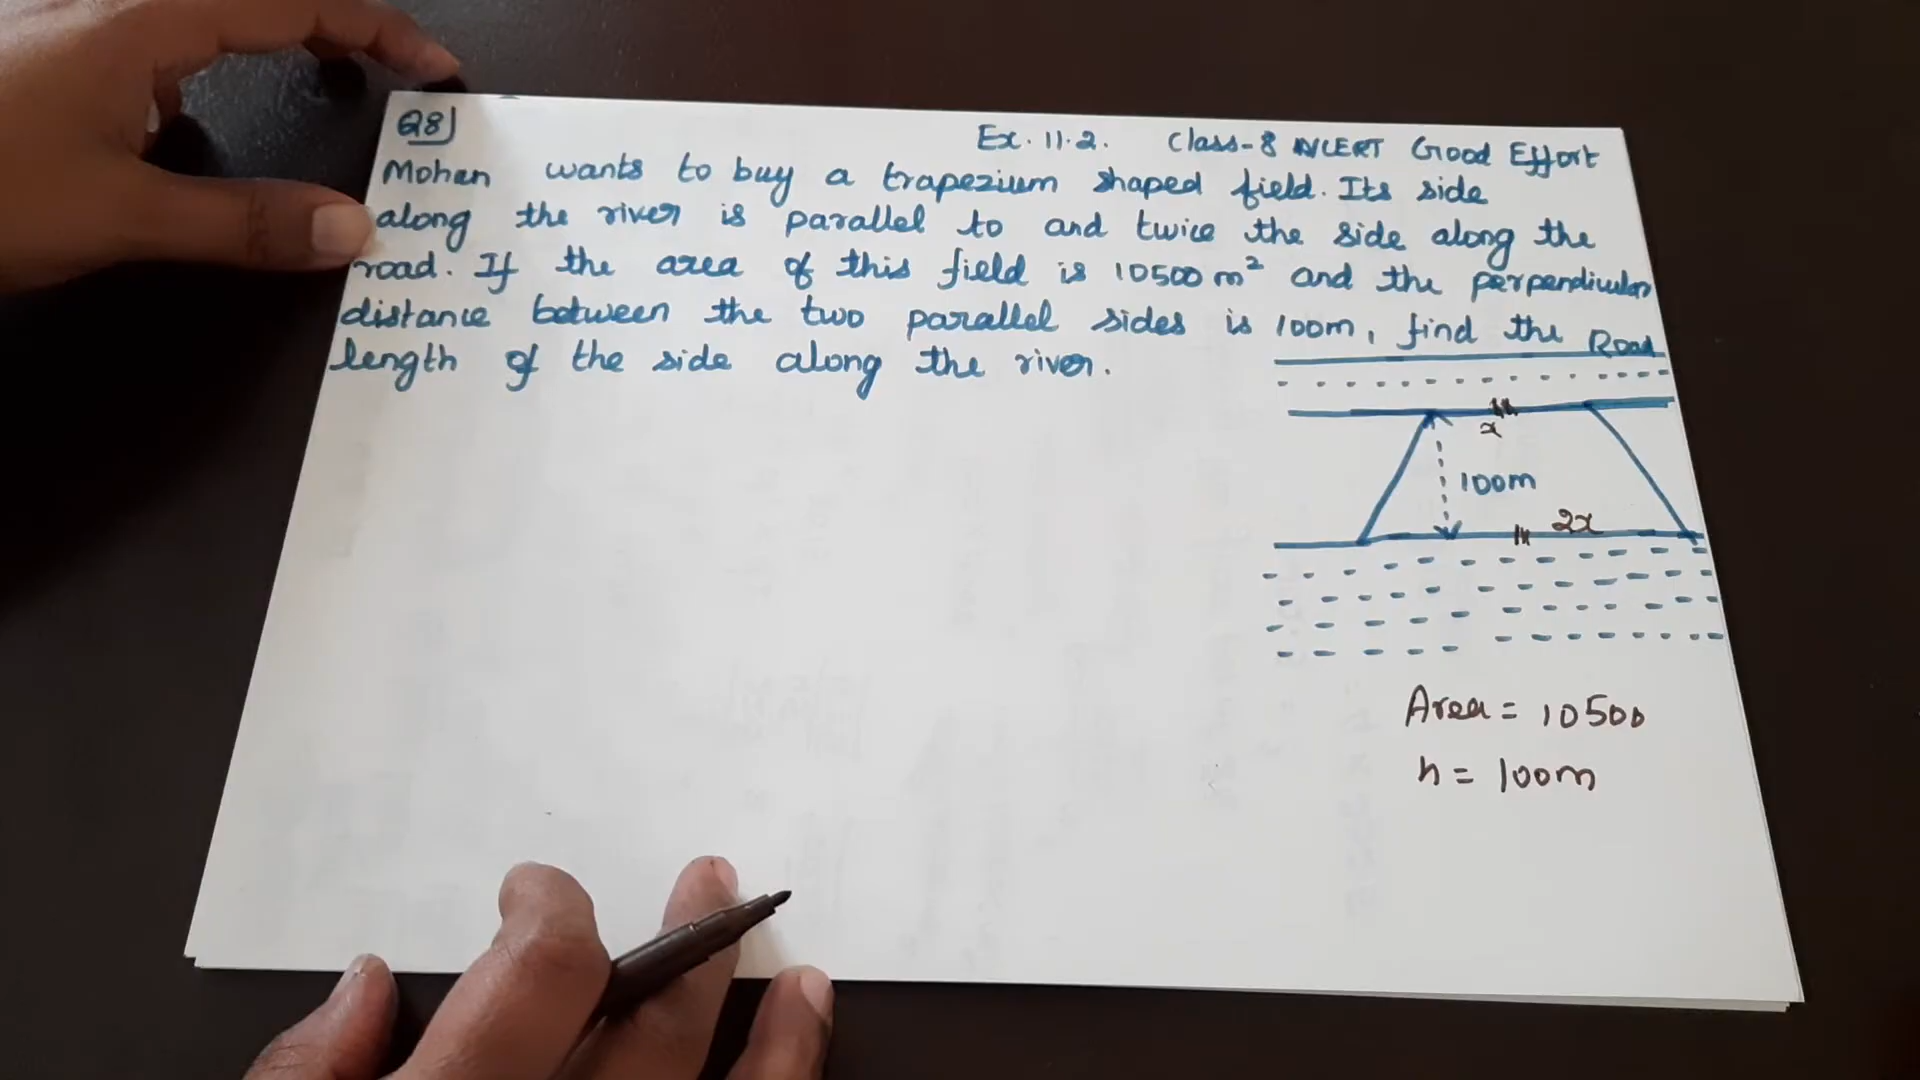 Q8)
Ex. 11.2. Class-8 NCERT Good Effort
Mohan wants to buy a trapezium shaped field. Its side
along the river is parallel to and twice the side along the
road. If the area of this field is 10500 m² and the perpendicular
distance between the two parallel sides is 100m, find the
length of the side along the river.
Road
x
100m
2x
Area = 10500
h = 100m